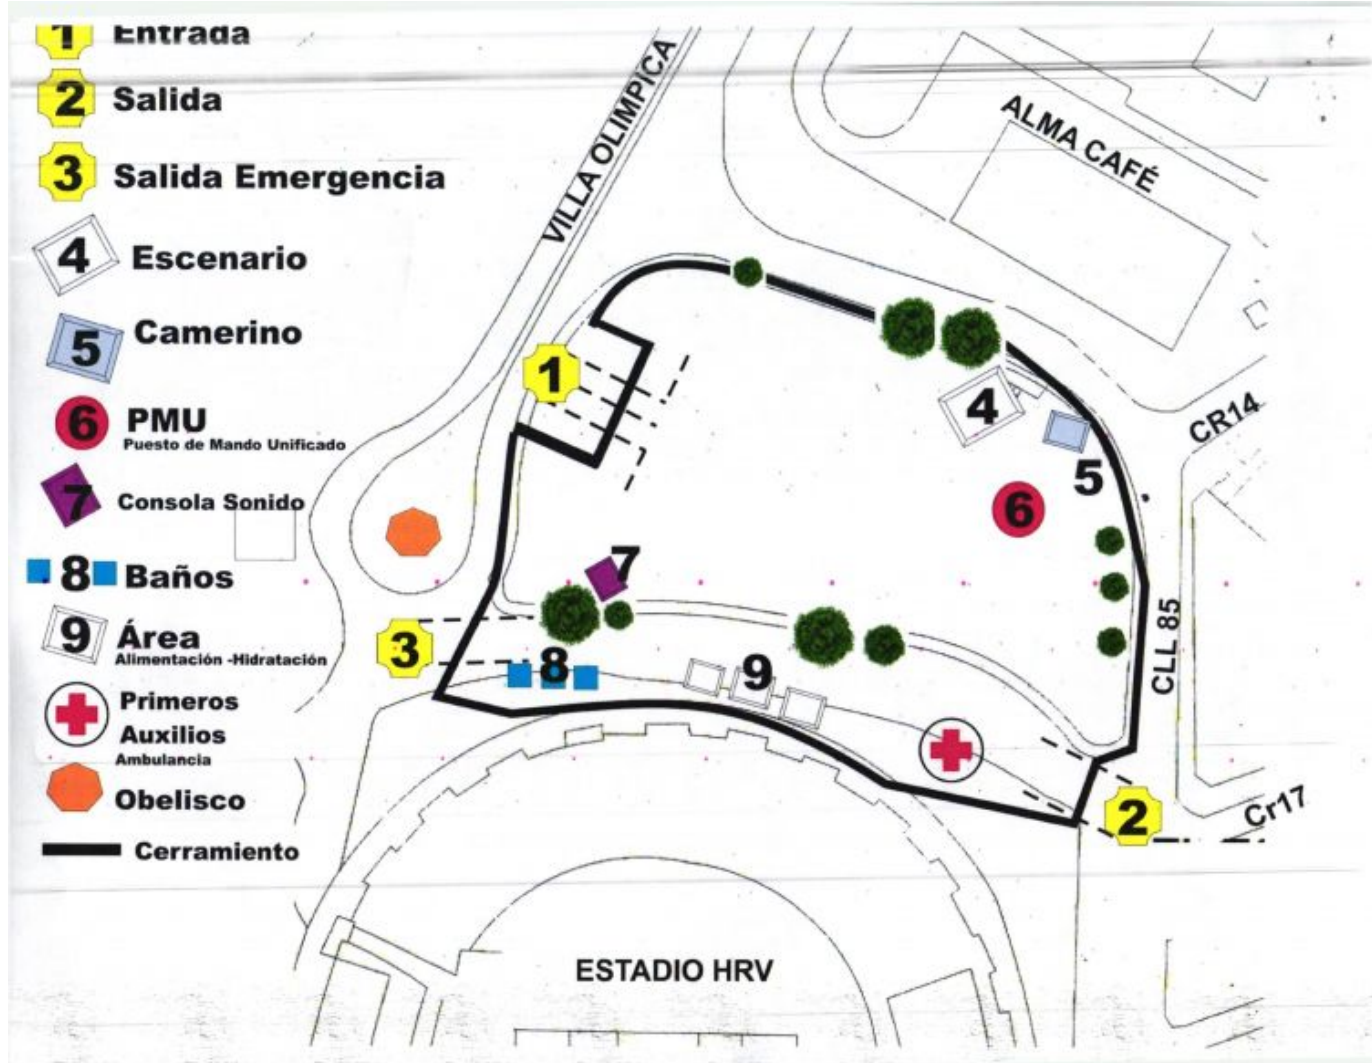 1 Entrada
2 Salida
3 Salida Emergencia
4 Escenario
5 Camerino
6 PMU
Puesto de Mando Unificado
7 Consola Sonido
8 Baños
9 Área
Alimentación -Hidratación
Primeros
Auxilios
Ambulancia
Obelisco
Cerramiento
VILLA OLIMPICA
ALMA CAFÉ
1
4
CR14
5
6
7
3
8
9
CLL 85
2
Cr17
ESTADIO HRV